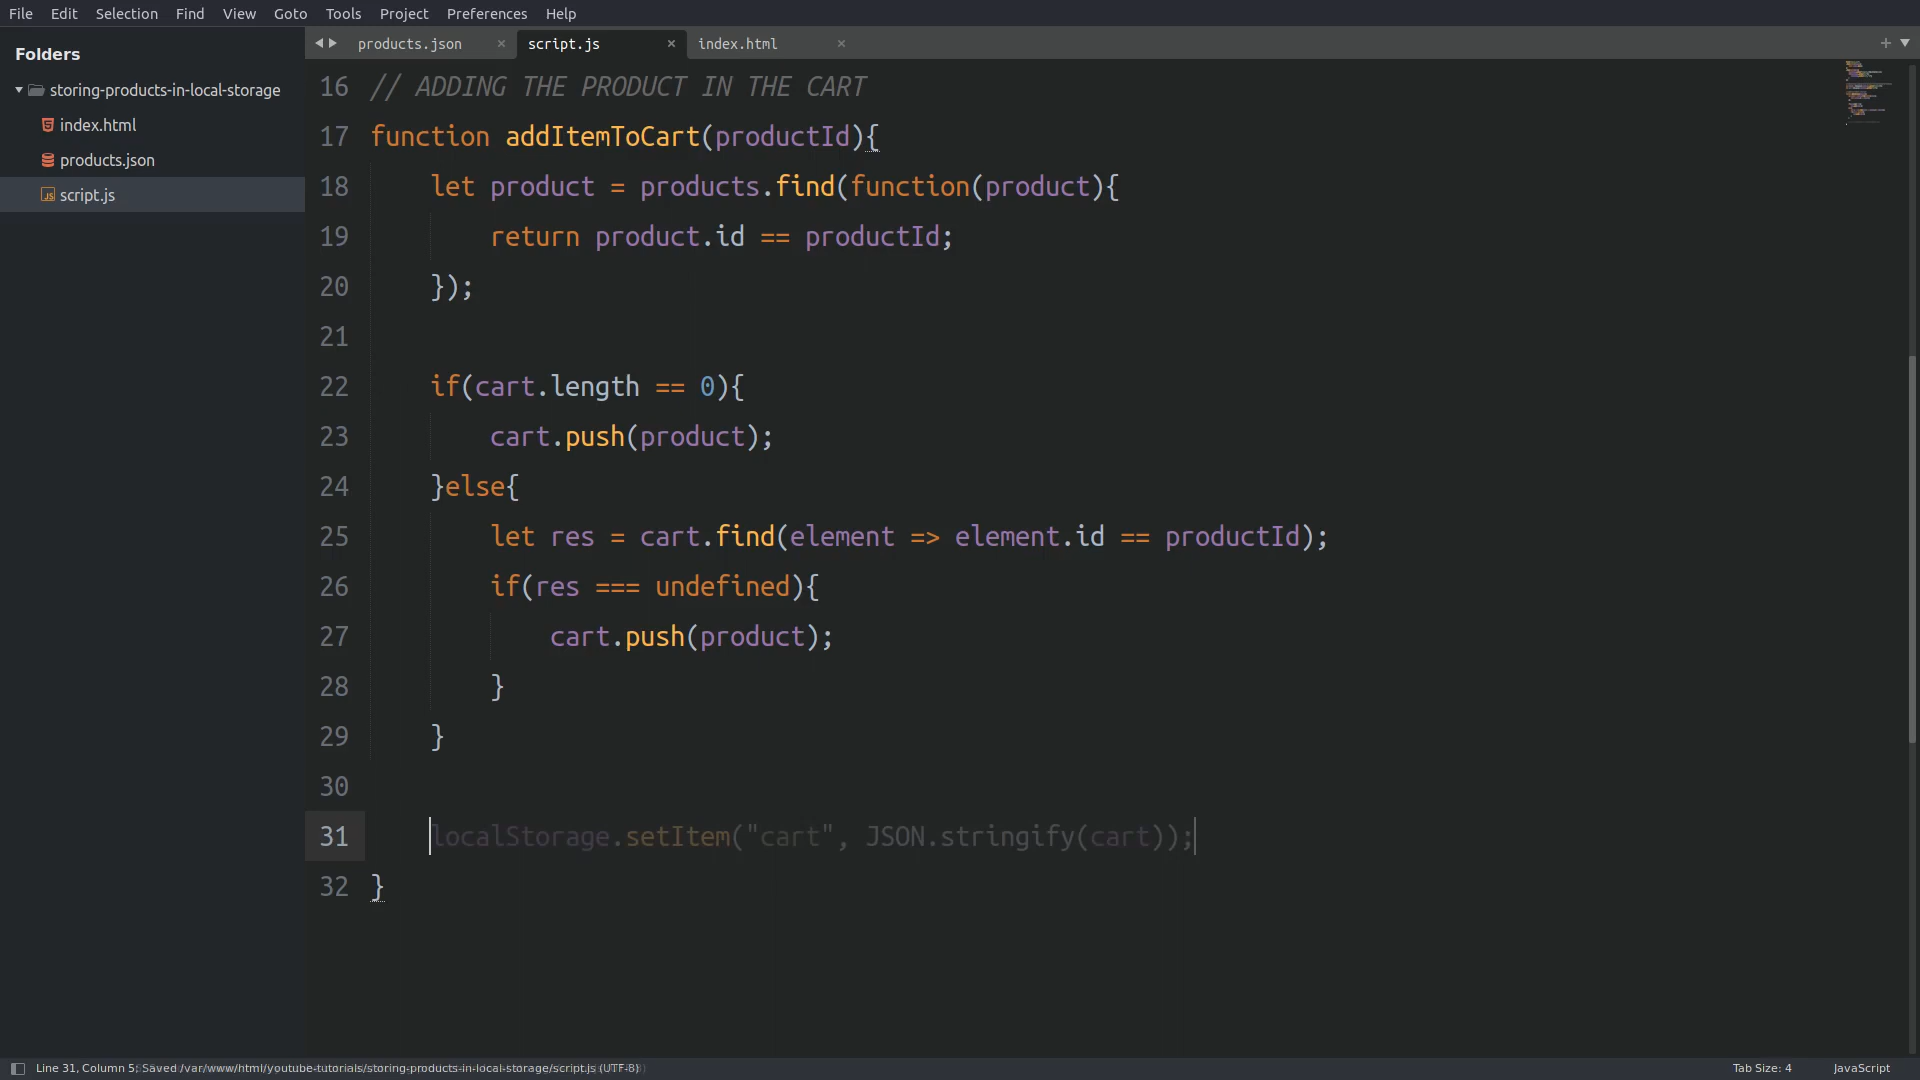 File Edit Selection Find View Goto Tools Project Preferences Help
Folders
storing-products-in-local-storage
index.html
products.json
script.js
products.json × script.js × index.html ×
16 // ADDING THE PRODUCT IN THE CART
17 function addItemToCart(productId){
18 let product = products.find(function(product){
19 return product.id == productId;
20 });
21
22 if(cart.length == 0){
23 cart.push(product);
24 }else{
25 let res = cart.find(element => element.id == productId);
26 if(res === undefined){
27 cart.push(product);
28 }
29 }
30
31 localStorage.setItem("cart", JSON.stringify(cart));
32 }
Line 31, Column 5; Saved /var/www/html/youtube-tutorials/storing-products-in-local-storage/script.js (UTF-8)
Tab Size: 4 JavaScript